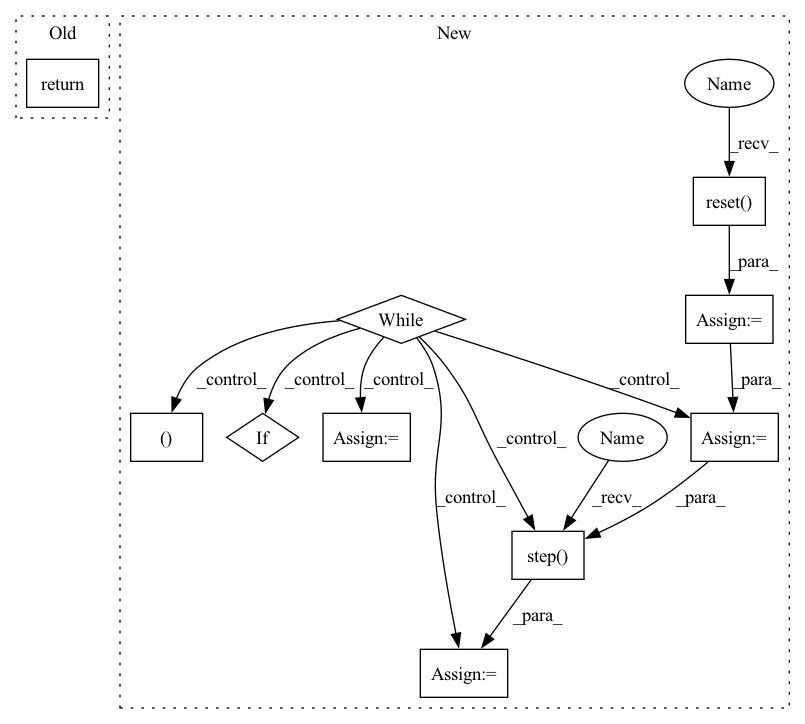 Old
New
return
Name
_recv_
reset()
_para_
Assign:=
While
_control_
_control_
_control_
_control_
_para_
()
If
Assign:=
Name
Assign:=
_control_
_control_
_recv_
_para_
step()
_para_
Assign:=